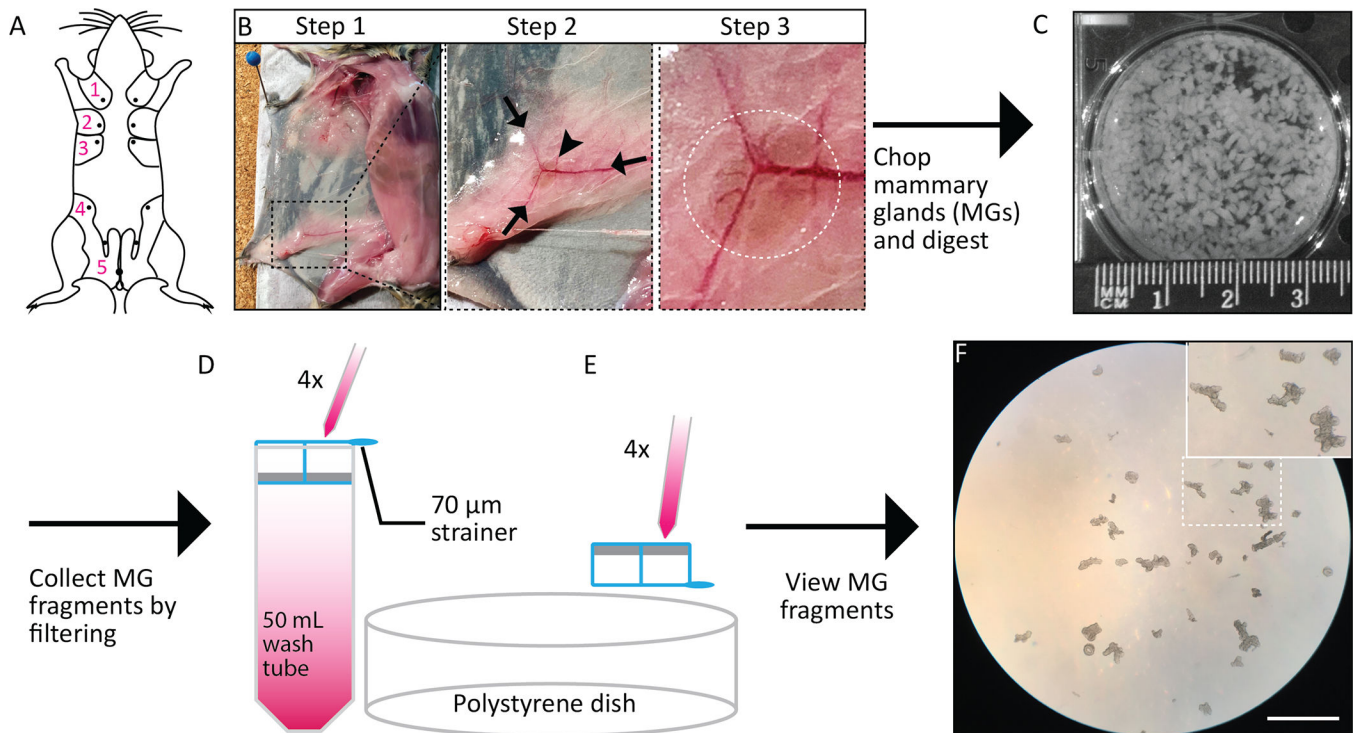 A
1
2
3
4
5
B
Step 1
Step 2
Step 3
Chop
mammary
glands (MGs)
and digest
C
5
MM
CM
1
2
3
Collect MG
fragments by
filtering
D
4x
70 µm
strainer
50 mL
wash
tube
E
4x
Polystyrene dish
View MG
fragments
F